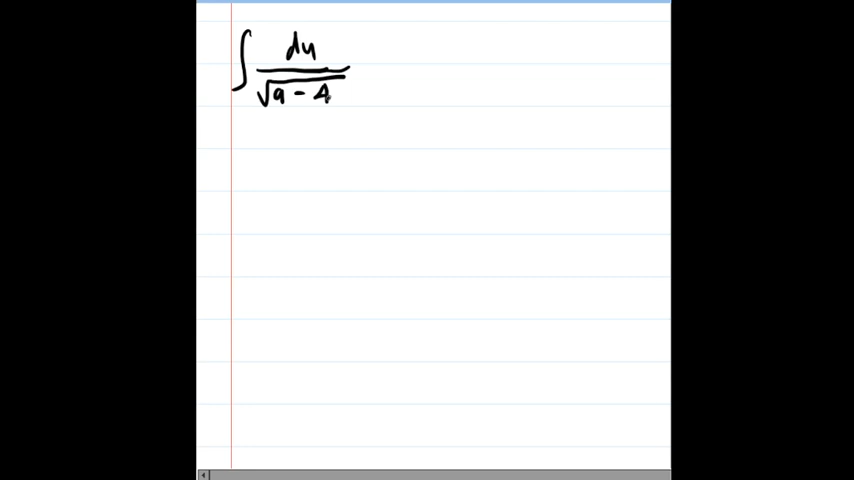 ∫ du / √(9 - 4